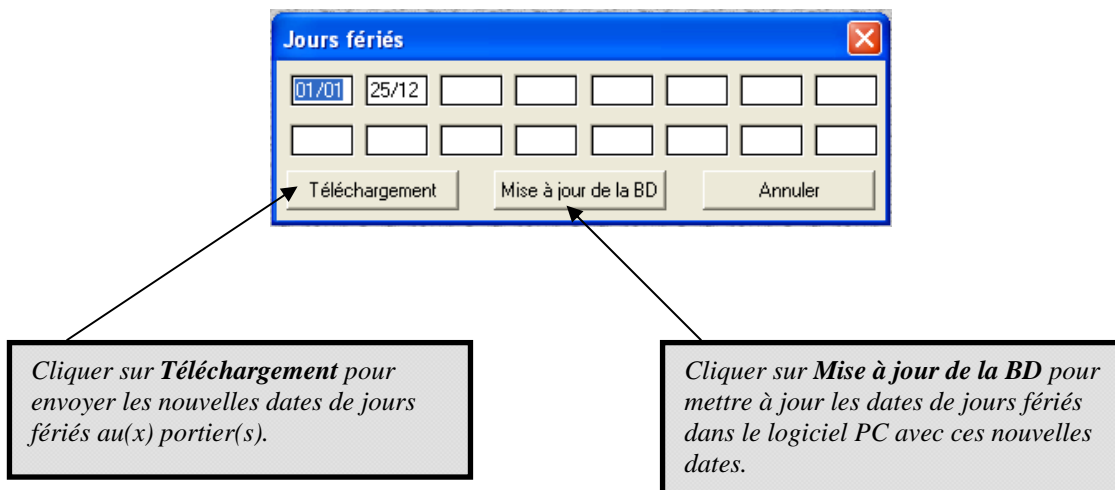 Jours fériés
01/01 25/12
Téléchargement Mise à jour de la BD Annuler
Cliquer sur Téléchargement pour
envoyer les nouvelles dates de jours
fériés au(x) portier(s).
Cliquer sur Mise à jour de la BD pour
mettre à jour les dates de jours fériés
dans le logiciel PC avec ces nouvelles
dates.